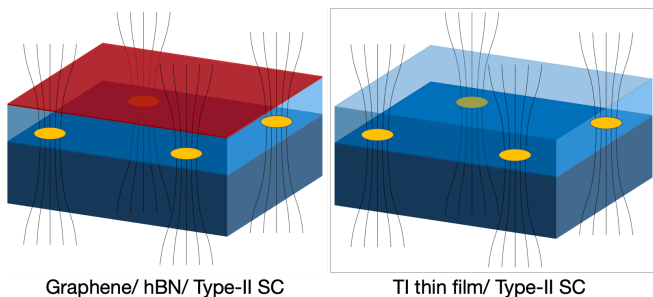 Graphene/ hBN/ Type-II SC
TI thin film/ Type-II SC